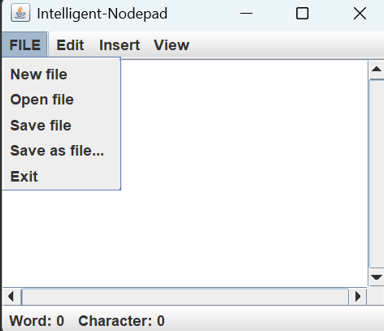 Intelligent-Nodepad
FILE Edit Insert View
New file
Open file
Save file
Save as file...
Exit
Word: 0 Character: 0